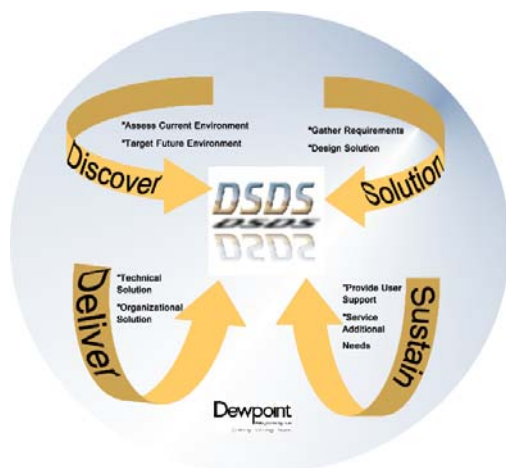 *Assess Current Environment
*Target Future Environment
Discover
*Gather Requirements
*Design Solution
Solution
DSDS
DSDS
DSDS
Deliver
*Technical
Solution
*Organizational
Solution
*Provide User
Support
*Service
Additional
Needs
Sustain
Dewpoint